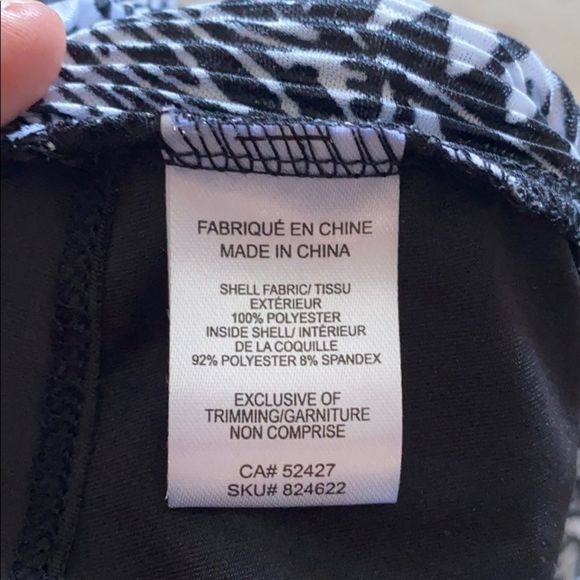 FABRIQUÉ EN CHINE
MADE IN CHINA
SHELL FABRIC/ TISSU
EXTÉRIEUR
100% POLYESTER
INSIDE SHELL/ INTÉRIEUR
DE LA COQUILLE
92% POLYESTER 8% SPANDEX
EXCLUSIVE OF
TRIMMING/GARNITURE
NON COMPRISE
CA# 52427
SKU# 824622